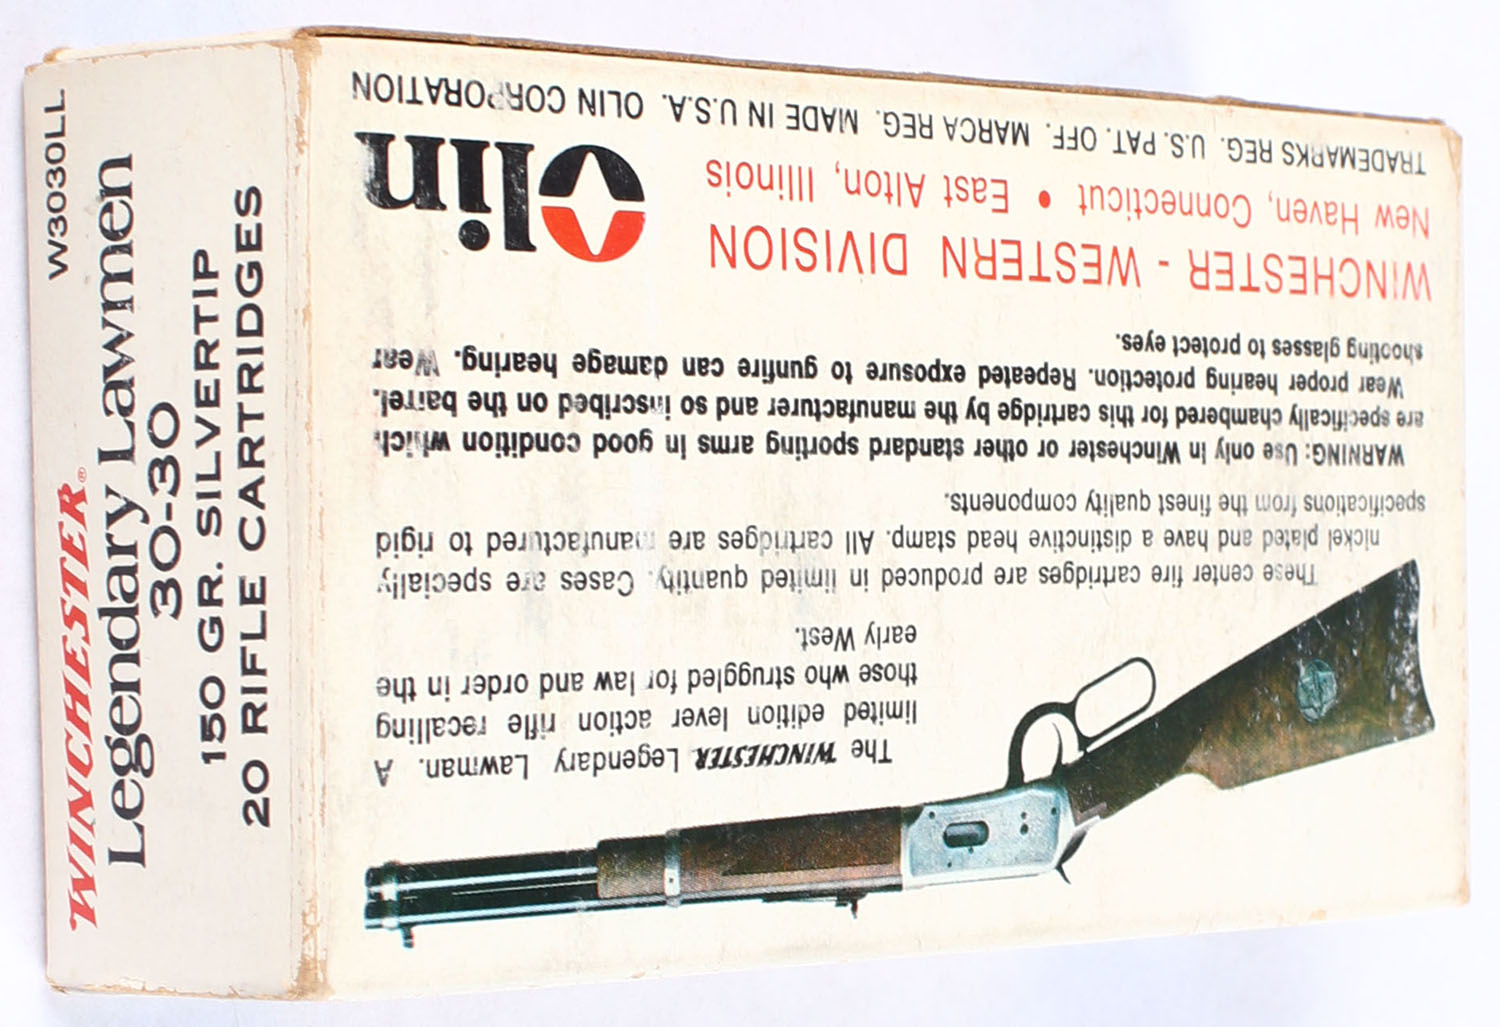 W3030LL
WINCHESTER®
Legendary Lawmen
30-30
150 GR. SILVERTIP
20 RIFLE CARTRIDGES
The WINCHESTER Legendary Lawman. A
limited edition lever action rifle recalling
those who struggled for law and order in the
early West.
These center fire cartridges are produced in limited quantity. Cases are specially
nickel plated and have a distinctive head stamp. All cartridges are manufactured to rigid
specifications from the finest quality components.
WARNING: Use only in Winchester or other standard sporting arms in good condition which
are specifically chambered for this cartridge by the manufacturer and so inscribed on the barrel.
Wear proper hearing protection. Repeated exposure to gunfire can damage hearing. Wear
shooting glasses to protect eyes.
WINCHESTER - WESTERN DIVISION
New Haven, Connecticut • East Alton, Illinois
Olin
TRADEMARKS REG. U.S. PAT. OFF. MARCA REG. MADE IN U.S.A. OLIN CORPORATION